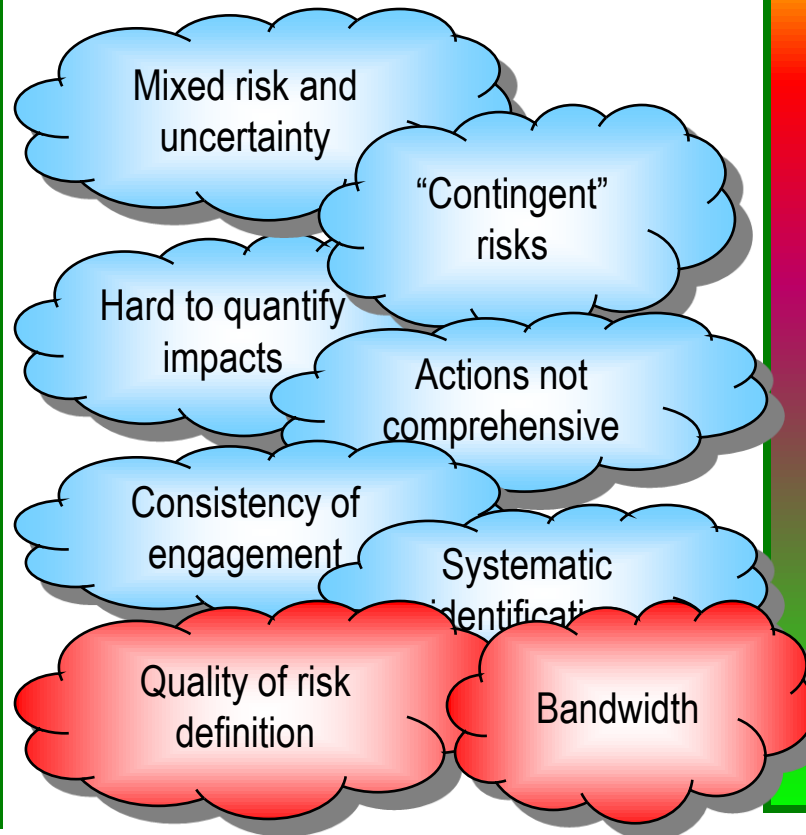 Mixed risk and
uncertainty
“Contingent”
risks
Hard to quantify
impacts
Actions not
comprehensive
Consistency of
engagement
Systematic
Quality of risk
definition
Bandwidth